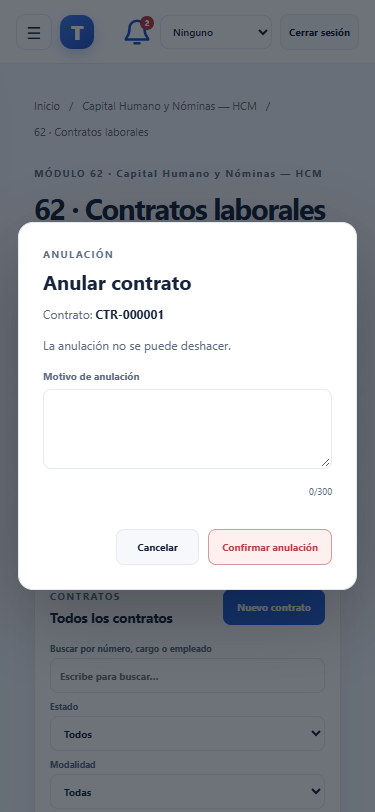 ☰ T 2 Ninguno Cerrar sesión
Inicio / Capital Humano y Nóminas — HCM /
62 · Contratos laborales
MÓDULO 62 · Capital Humano y Nóminas — HCM
62 · Contratos laborales
ANULACIÓN
Anular contrato
Contrato: CTR-000001
La anulación no se puede deshacer.
Motivo de anulación
0/300
Cancelar Confirmar anulación
CONTRATOS
Todos los contratos Nuevo contrato
Buscar por número, cargo o empleado
Escribe para buscar...
Estado
Todos
Modalidad
Todas